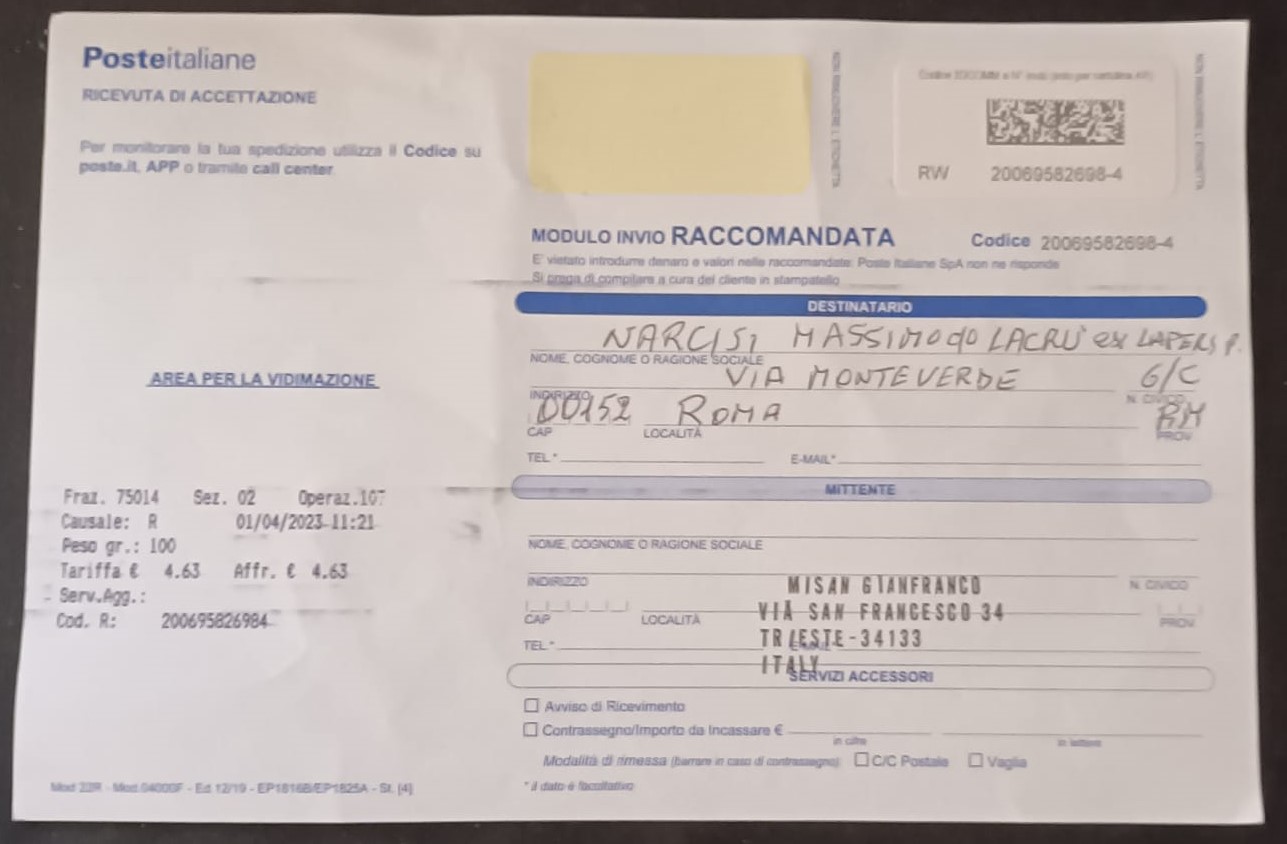 Posteitaliane
RICEVUTA DI ACCETTAZIONE
Per monitorare la tua spedizione utilizza il Codice su
poste.it, APP o tramite call center
RW 20069582698-4
MODULO INVIO RACCOMANDATA
Codice 20069582698-4
E' vietato introdurre denaro e valori nelle raccomandate: Poste Italiane SpA non ne risponde
Si prega di compilare a cura del cliente in stampatello
DESTINATARIO
NARCISI MASSIMO c/o LACRU' ex LAPERS P.
NOME, COGNOME O RAGIONE SOCIALE
VIA MONTEVERDE 6/C
INDIRIZZO N. CIVICO
00152 ROMA RM
CAP LOCALITÀ PROV
TEL.* E-MAIL*
MITTENTE
NOME, COGNOME O RAGIONE SOCIALE
INDIRIZZO N. CIVICO
MISAN GIANFRANCO
VIA SAN FRANCESCO 34
CAP LOCALITÀ PROV
TRIESTE-34133
TEL.*
ITALY
SERVIZI ACCESSORI
Avviso di Ricevimento
Contrassegno/Importo da Incassare €
in cifre in lettere
Modalità di rimessa (barrare in caso di contrassegno): C/C Postale Vaglia
* il dato è facoltativo
AREA PER LA VIDIMAZIONE
Fraz. 75014 Sez. 02 Operaz.107
Causale: R 01/04/2023 11:21
Peso gr.: 100
Tariffa € 4.63 Affr. € 4.63
Serv.Agg.:
Cod. R: 200695826984
Mod 22R - Mod.04000F - Ed 12/19 - EP1816B/EP1825A - St. [4]